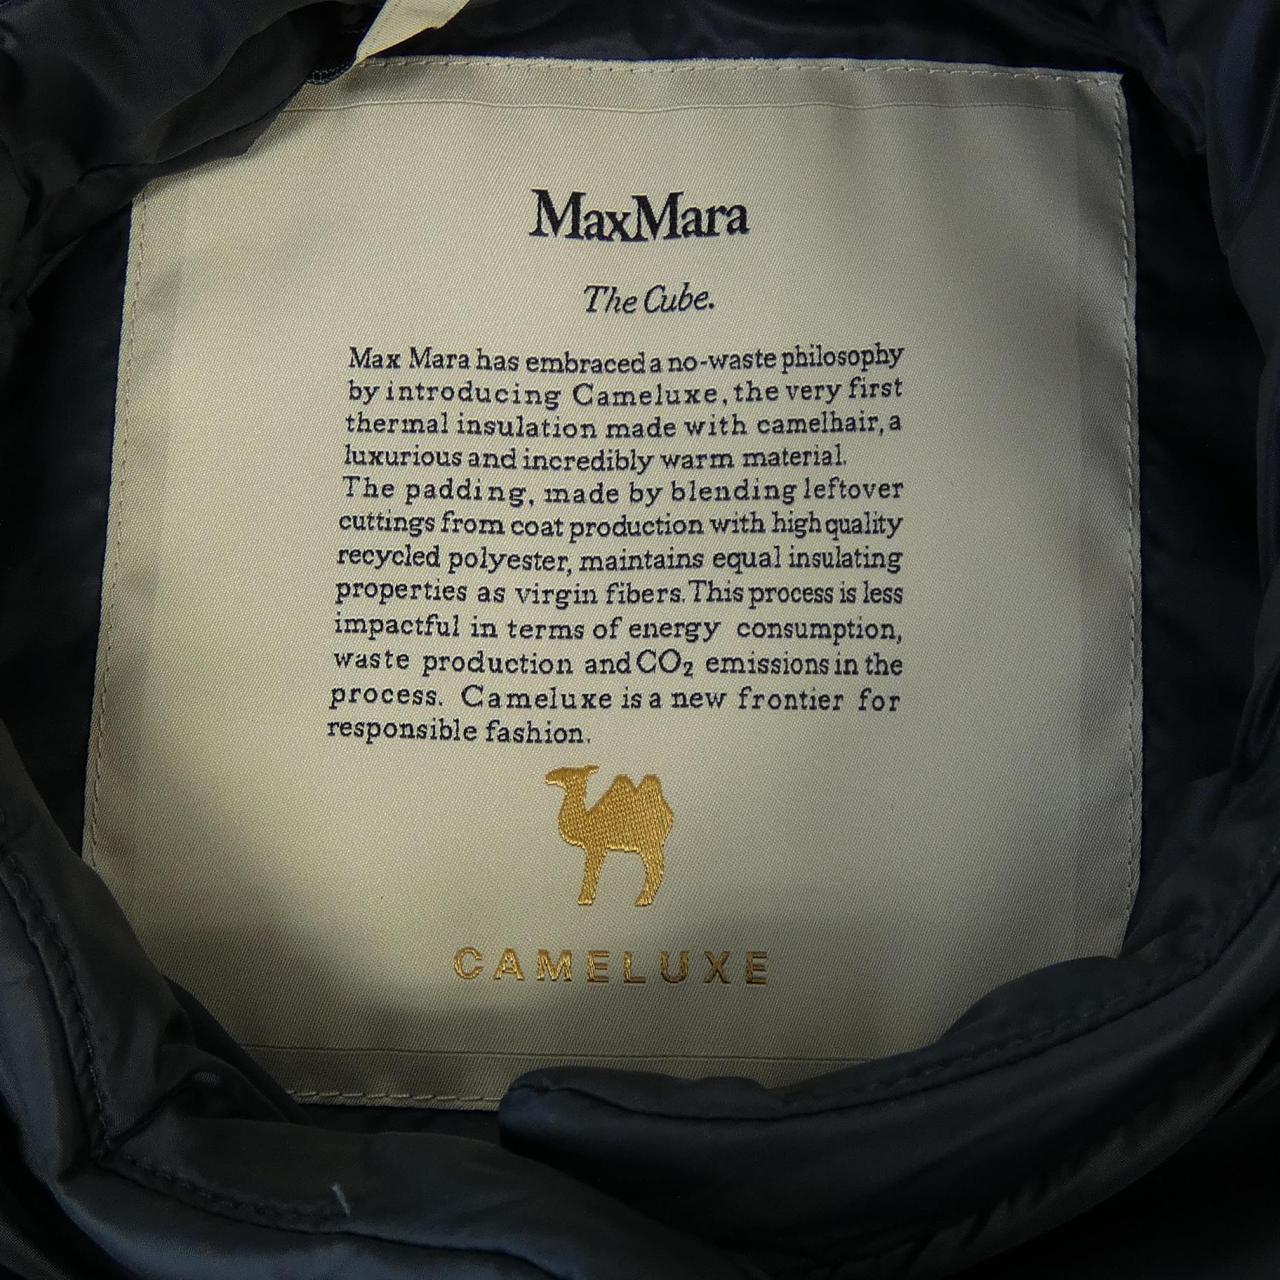 MaxMara
The Cube.
Max Mara has embraced a no-waste philosophy
by introducing Cameluxe, the very first
thermal insulation made with camelhair, a
luxurious and incredibly warm material.
The padding, made by blending leftover
cuttings from coat production with high quality
recycled polyester, maintains equal insulating
properties as virgin fibers. This process is less
impactful in terms of energy consumption,
waste production and CO₂ emissions in the
process. Cameluxe is a new frontier for
responsible fashion.
CAMELUXE